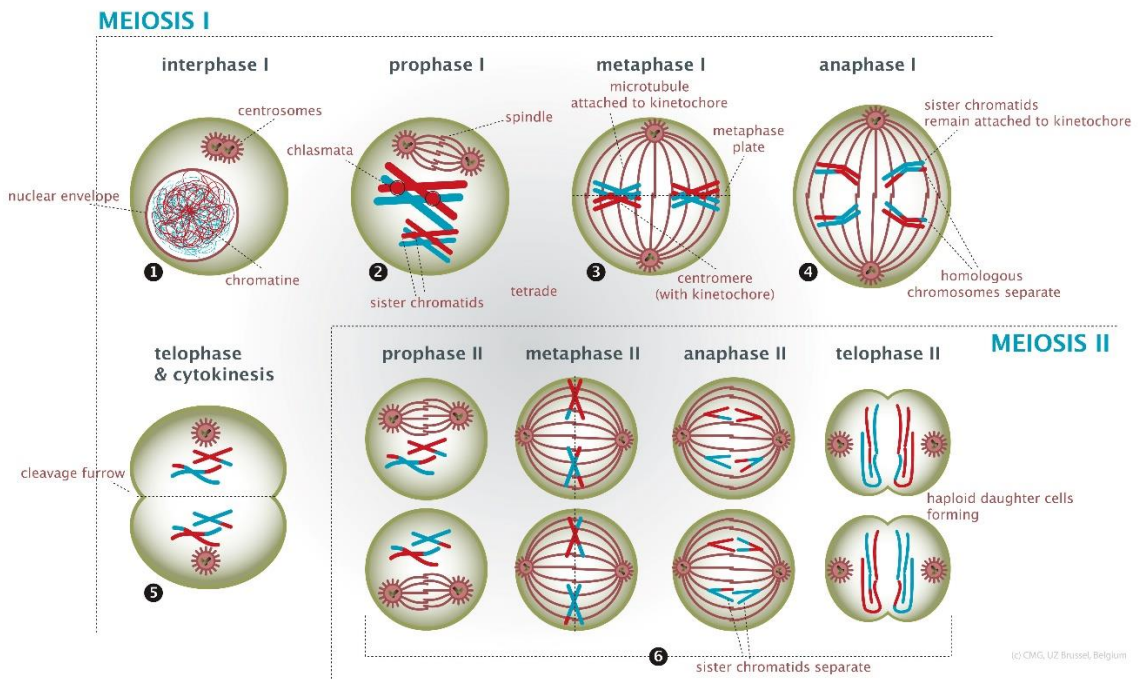 MEIOSIS I
interphase I
prophase I
metaphase I
anaphase I
centrosomes
nuclear envelope
chromatine
1
spindle
chlasmata
sister chromatids
tetrade
2
microtubule
attached to kinetochore
metaphase
plate
centromere
(with kinetochore)
3
sister chromatids
remain attached to kinetochore
homologous
chromosomes separate
4
telophase
& cytokinesis
cleavage furrow
5
MEIOSIS II
prophase II
metaphase II
anaphase II
telophase II
haploid daughter cells
forming
6
sister chromatids separate
(c) CMG, UZ Brussel, Belgium